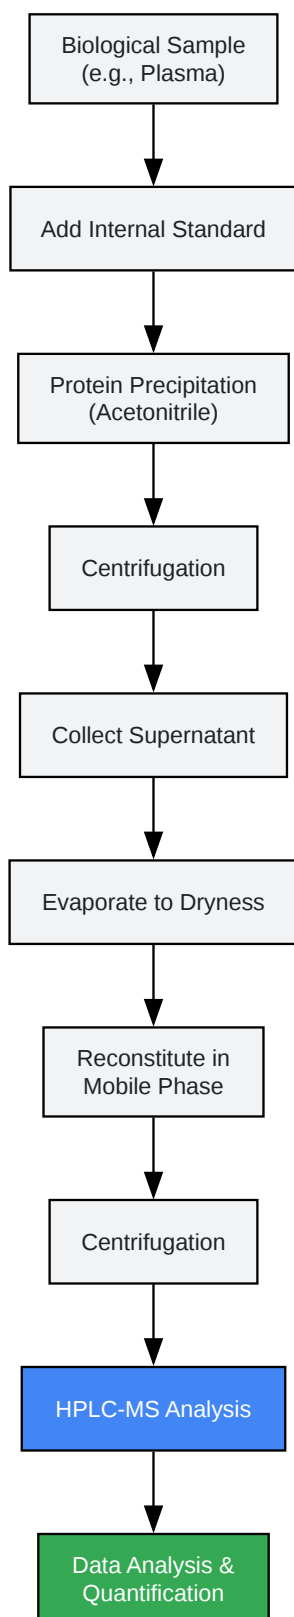 Biological Sample
(e.g., Plasma)
Add Internal Standard
Protein Precipitation
(Acetonitrile)
Centrifugation
Collect Supernatant
Evaporate to Dryness
Reconstitute in
Mobile Phase
Centrifugation
HPLC-MS Analysis
Data Analysis &
Quantification